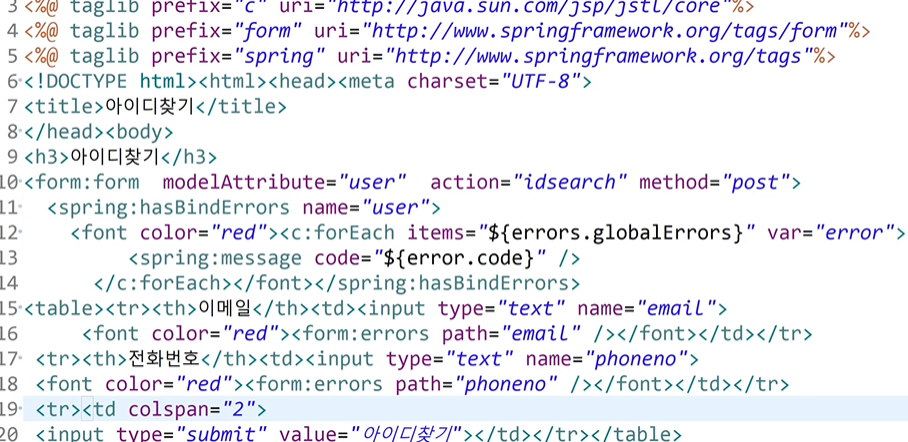 3 <%@ taglib prefix="c" uri="http://java.sun.com/jsp/jstl/core"%>
4 <%@ taglib prefix="form" uri="http://www.springframework.org/tags/form"%>
5 <%@ taglib prefix="spring" uri="http://www.springframework.org/tags"%>
6 <!DOCTYPE html><html><head><meta charset="UTF-8">
7 <title>아이디찾기</title>
8 </head><body>
9 <h3>아이디찾기</h3>
10 <form:form  modelAttribute="user"  action="idsearch" method="post">
11   <spring:hasBindErrors name="user">
12     <font color="red"><c:forEach items="${errors.globalErrors}" var="error">
13          <spring:message code="${error.code}" />
14       </c:forEach></font></spring:hasBindErrors>
15 <table><tr><th>이메일</th><td><input type="text" name="email">
16      <font color="red"><form:errors path="email" /></font></td></tr>
17  <tr><th>전화번호</th><td><input type="text" name="phoneno">
18  <font color="red"><form:errors path="phoneno" /></font></td></tr>
19  <tr><td colspan="2">
20  <input type="submit" value="아이디찾기"></td></tr></table>